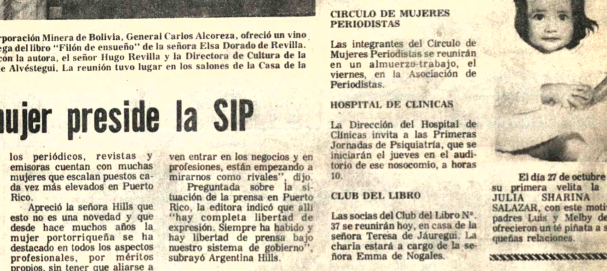 rporación Minera de Bolivia, General Carlos Alcoreza, ofreció un vino
ega del libro "Filón de ensueño" de la señora Elsa Dorado de Revilla.
con la autora, el señor Hugo Revilla y la Directora de Cultura de la
e Alvéstegui. La reunión tuvo lugar en los salones de la Casa de la
ujer preside la SIP
los periódicos, revistas y
emisoras cuentan con muchas
mujeres que escalan puestos ca-
da vez más elevados en Puerto
Rico.
Apreció la señora Hills que
esto no es una novedad y que
desde hace muchos años la
mujer portorriqueña se ha
destacado en todos los aspectos
profesionales, por méritos
propios, sin tener que aliarse a
ven entrar en los negocios y en
profesiones, están empezando a
mirarnos como rivales", dijo.
Preguntada sobre la si-
tuación de la prensa en Puerto
Rico, la editora indicó que allí
"hay completa libertad de
expresión. Siempre ha habido y
hay libertad de prensa bajo
nuestro sistema de gobierno",
subrayó Argentina Hills.
CIRCULO DE MUJERES
PERIODISTAS
Las integrantes del Círculo de
Mujeres Periodistas se reunirán
en un almuerzo-trabajo, el
viernes, en la Asociación de
Periodistas.
HOSPITAL DE CLINICAS
La Dirección del Hospital de
Clínicas invita a las Primeras
Jornadas de Psiquiatría, que se
iniciarán el jueves en el audi-
torio de ese nosocomio, a horas
10.
CLUB DEL LIBRO
Las socias del Club del Libro Nº.
37 se reunirán hoy, en casa de la
señora Teresa de Jáuregui. La
charla estará a cargo de la se-
ñora Emma de Nogales.
El día 27 de octubre
su primera velita la
JULIA SHARINA
SALAZAR, con este moti
padres Luis y Melby de
ofrecieron un té piñata a s
queñas relaciones.